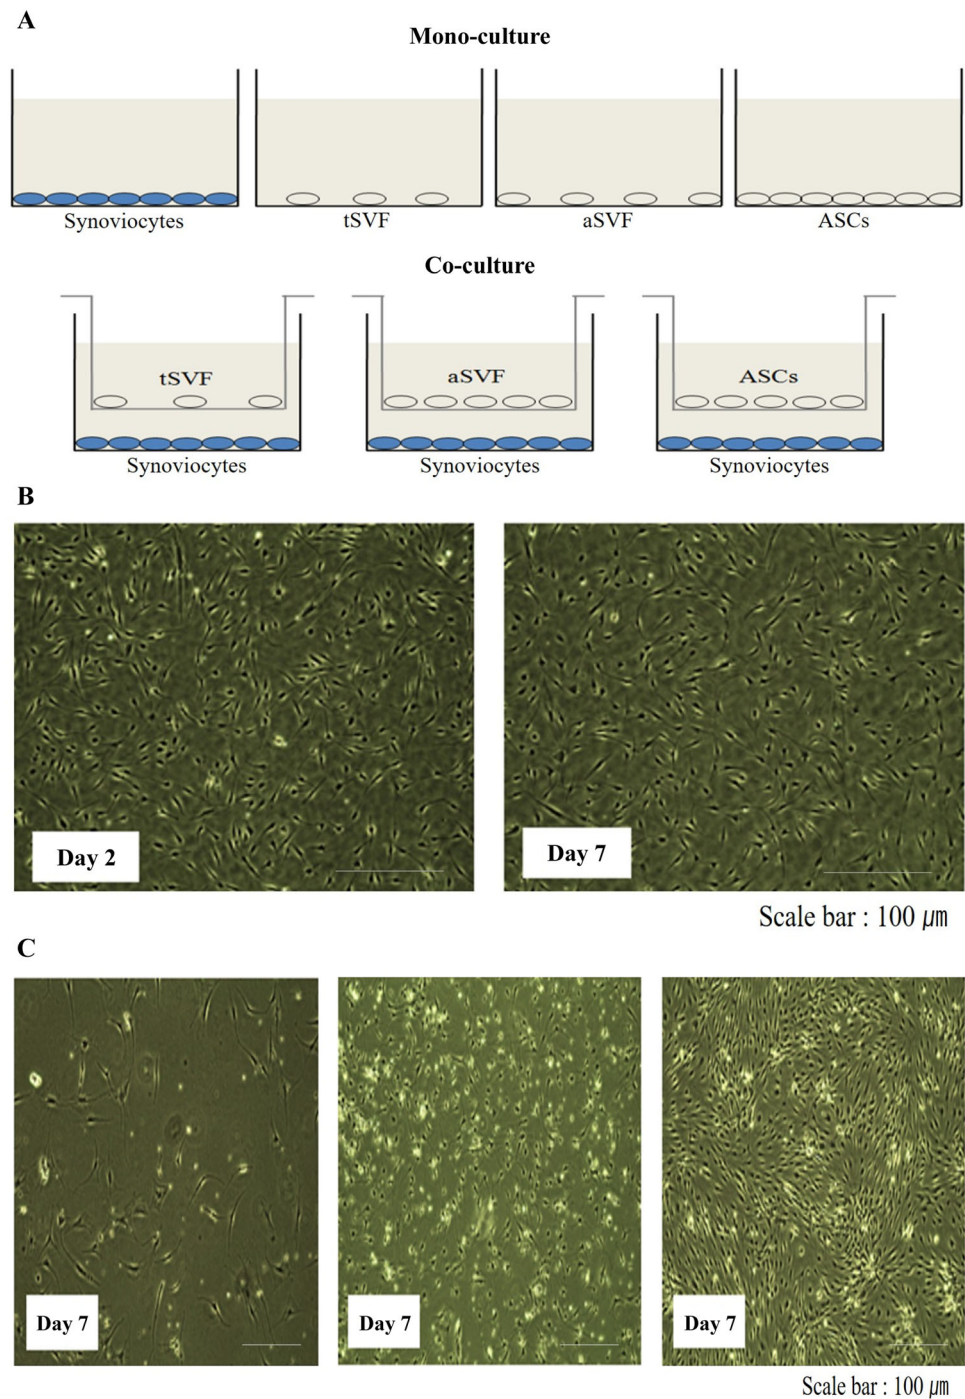 A
Mono-culture
Synoviocytes
tSVF
aSVF
ASCs
Co-culture
tSVF
aSVF
ASCs
Synoviocytes
Synoviocytes
Synoviocytes
B
Day 2
Day 7
Scale bar : 100 ㎛
C
Day 7
Day 7
Day 7
Scale bar : 100 ㎛